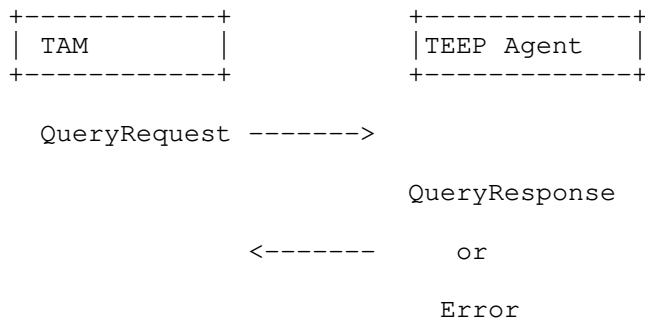 TAM TEEP Agent
QueryRequest ------->
QueryResponse
<------- or
Error